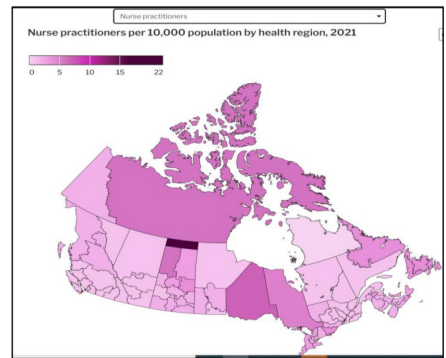 Nurse practitioners
Nurse practitioners per 10,000 population by health region, 2021
0 5 10 15 22